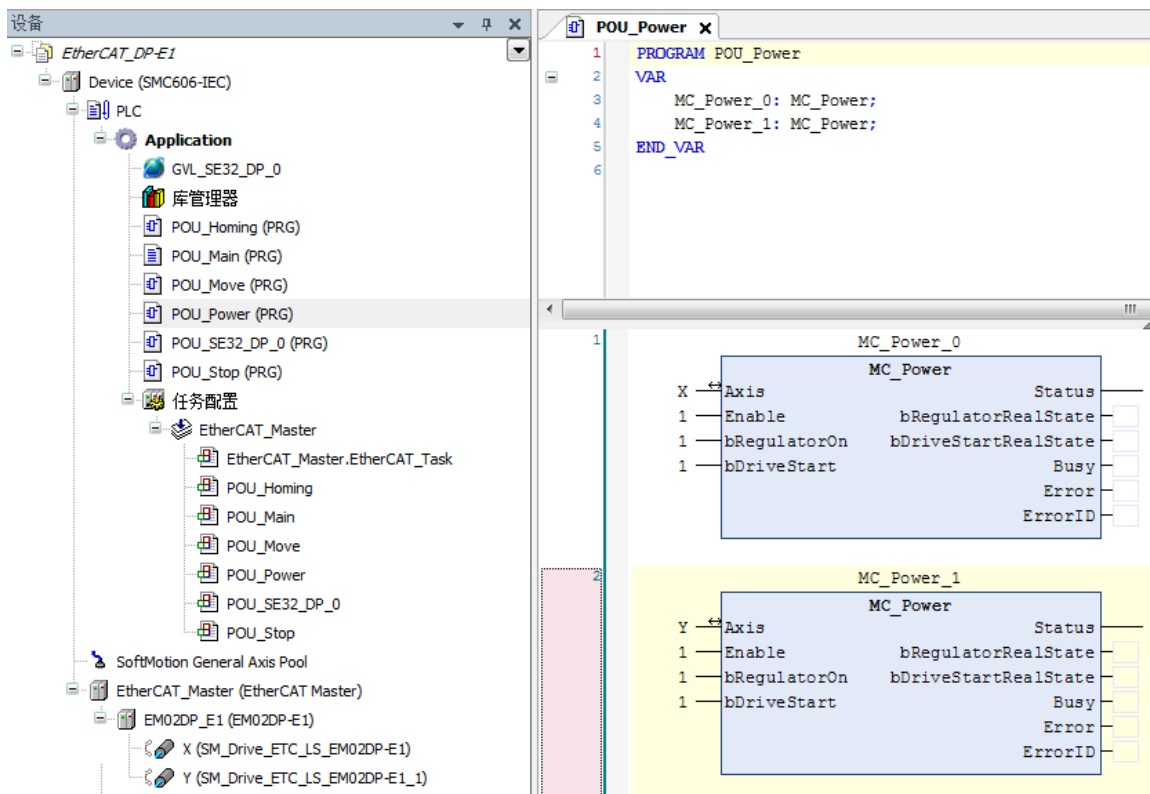 设备
EtherCAT_DP-E1
Device (SMC606-IEC)
PLC
Application
GVL_SE32_DP_0
库管理器
POU_Homing (PRG)
POU_Main (PRG)
POU_Move (PRG)
POU_Power (PRG)
POU_SE32_DP_0 (PRG)
POU_Stop (PRG)
任务配置
EtherCAT_Master
EtherCAT_Master.EtherCAT_Task
POU_Homing
POU_Main
POU_Move
POU_Power
POU_SE32_DP_0
POU_Stop
SoftMotion General Axis Pool
EtherCAT_Master (EtherCAT Master)
EM02DP_E1 (EM02DP-E1)
X (SM_Drive_ETC_LS_EM02DP-E1)
Y (SM_Drive_ETC_LS_EM02DP-E1_1)
POU_Power
1 PROGRAM POU_Power
2 VAR
3 MC_Power_0: MC_Power;
4 MC_Power_1: MC_Power;
5 END_VAR
6
1 MC_Power_0
MC_Power
X Axis Status
1 Enable bRegulatorRealState
1 bRegulatorOn bDriveStartRealState
1 bDriveStart Busy
Error
ErrorID
2 MC_Power_1
MC_Power
Y Axis Status
1 Enable bRegulatorRealState
1 bRegulatorOn bDriveStartRealState
1 bDriveStart Busy
Error
ErrorID